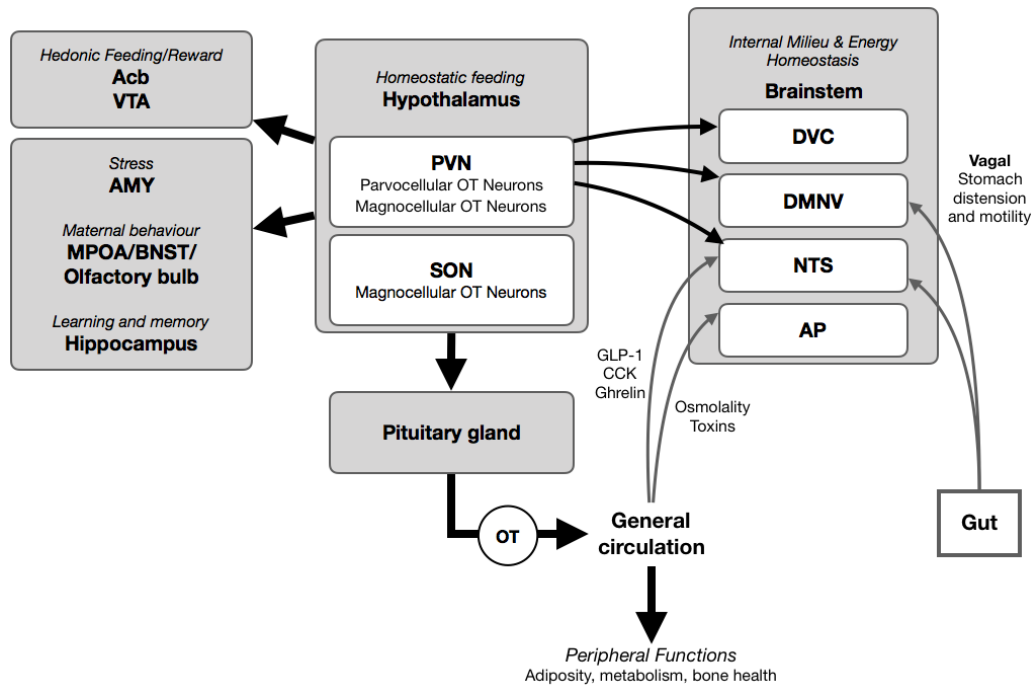 Hedonic Feeding/Reward
Acb
VTA
Stress
AMY
Maternal behaviour
MPOA/BNST/
Olfactory bulb
Learning and memory
Hippocampus
Homeostatic feeding
Hypothalamus
PVN
Parvocellular OT Neurons
Magnocellular OT Neurons
SON
Magnocellular OT Neurons
Pituitary gland
OT
General
circulation
Peripheral Functions
Adiposity, metabolism, bone health
GLP-1
CCK
Ghrelin
Osmolality
Toxins
Internal Milieu & Energy
Homeostasis
Brainstem
DVC
DMNV
NTS
AP
Vagal
Stomach
distension
and motility
Gut